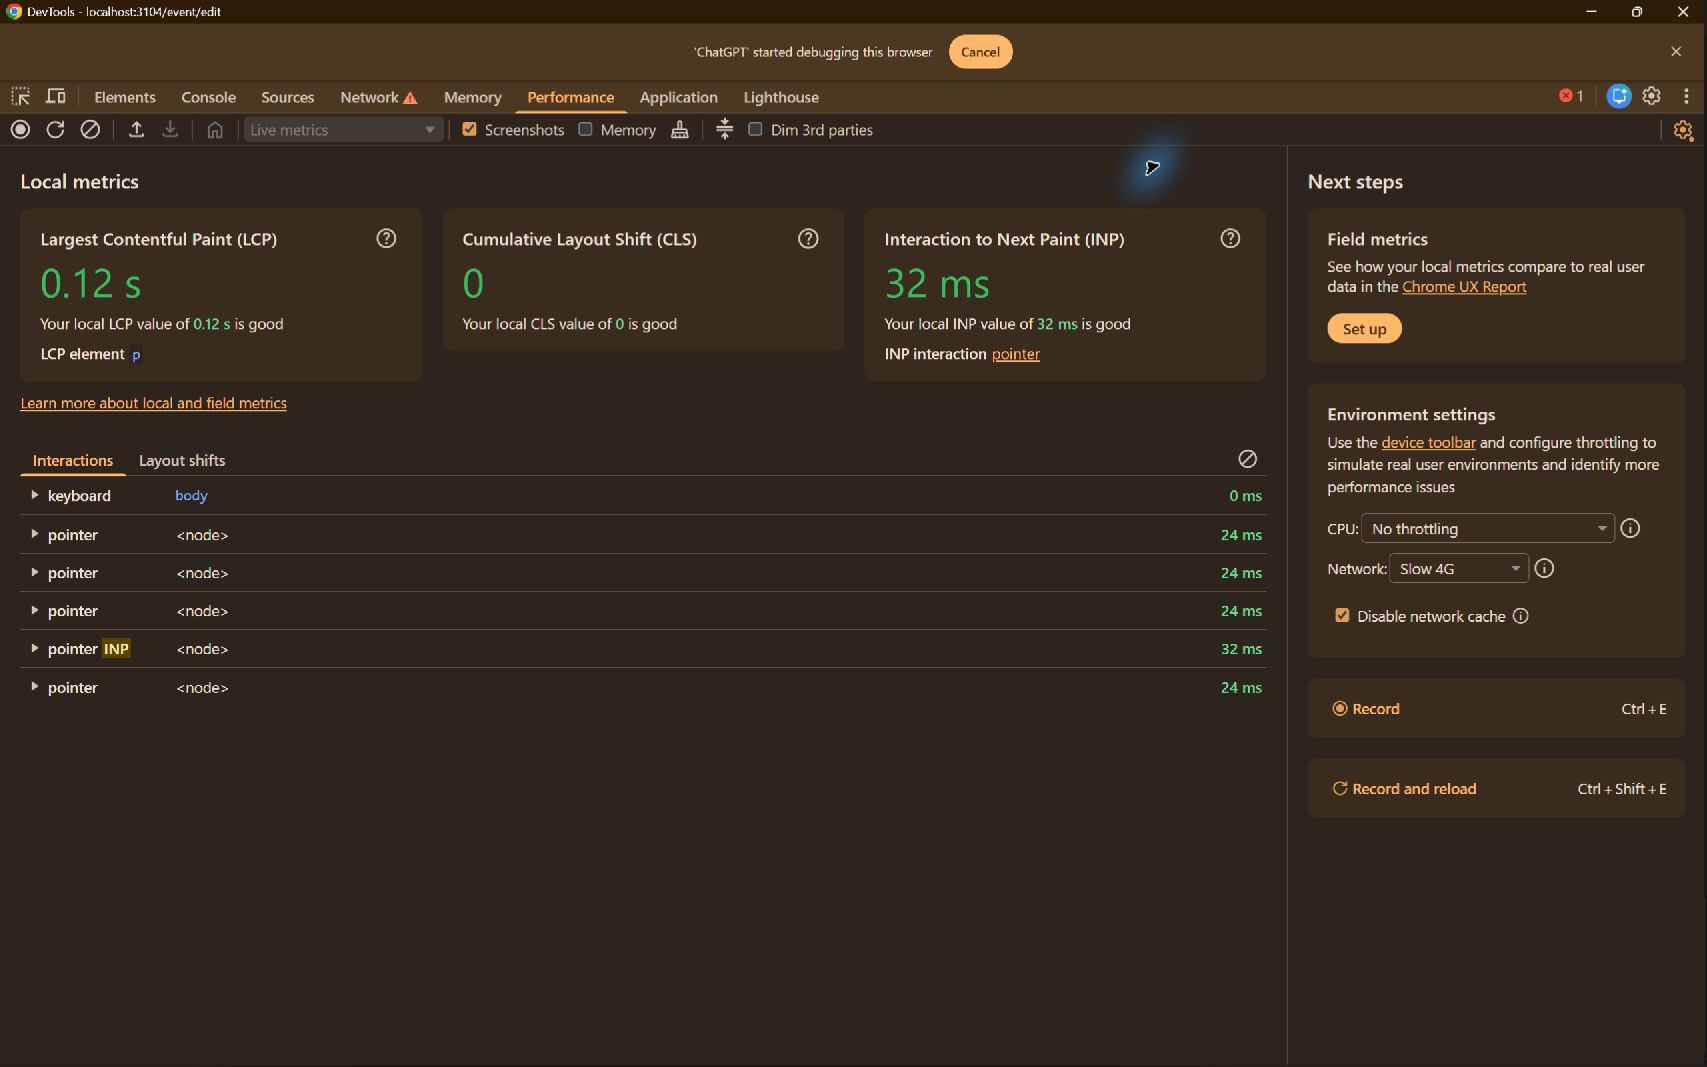 DevTools - localhost:3104/event/edit
'ChatGPT' started debugging this browser Cancel
Elements Console Sources Network Memory Performance Application Lighthouse 1
Live metrics Screenshots Memory Dim 3rd parties
Local metrics
Largest Contentful Paint (LCP)
0.12 s
Your local LCP value of 0.12 s is good
LCP element p
Cumulative Layout Shift (CLS)
0
Your local CLS value of 0 is good
Interaction to Next Paint (INP)
32 ms
Your local INP value of 32 ms is good
INP interaction pointer
Learn more about local and field metrics
Interactions Layout shifts
keyboard body 0 ms
pointer <node> 24 ms
pointer <node> 24 ms
pointer <node> 24 ms
pointer INP <node> 32 ms
pointer <node> 24 ms
Next steps
Field metrics
See how your local metrics compare to real user
data in the Chrome UX Report
Set up
Environment settings
Use the device toolbar and configure throttling to
simulate real user environments and identify more
performance issues
CPU: No throttling
Network: Slow 4G
Disable network cache
Record Ctrl + E
Record and reload Ctrl + Shift + E